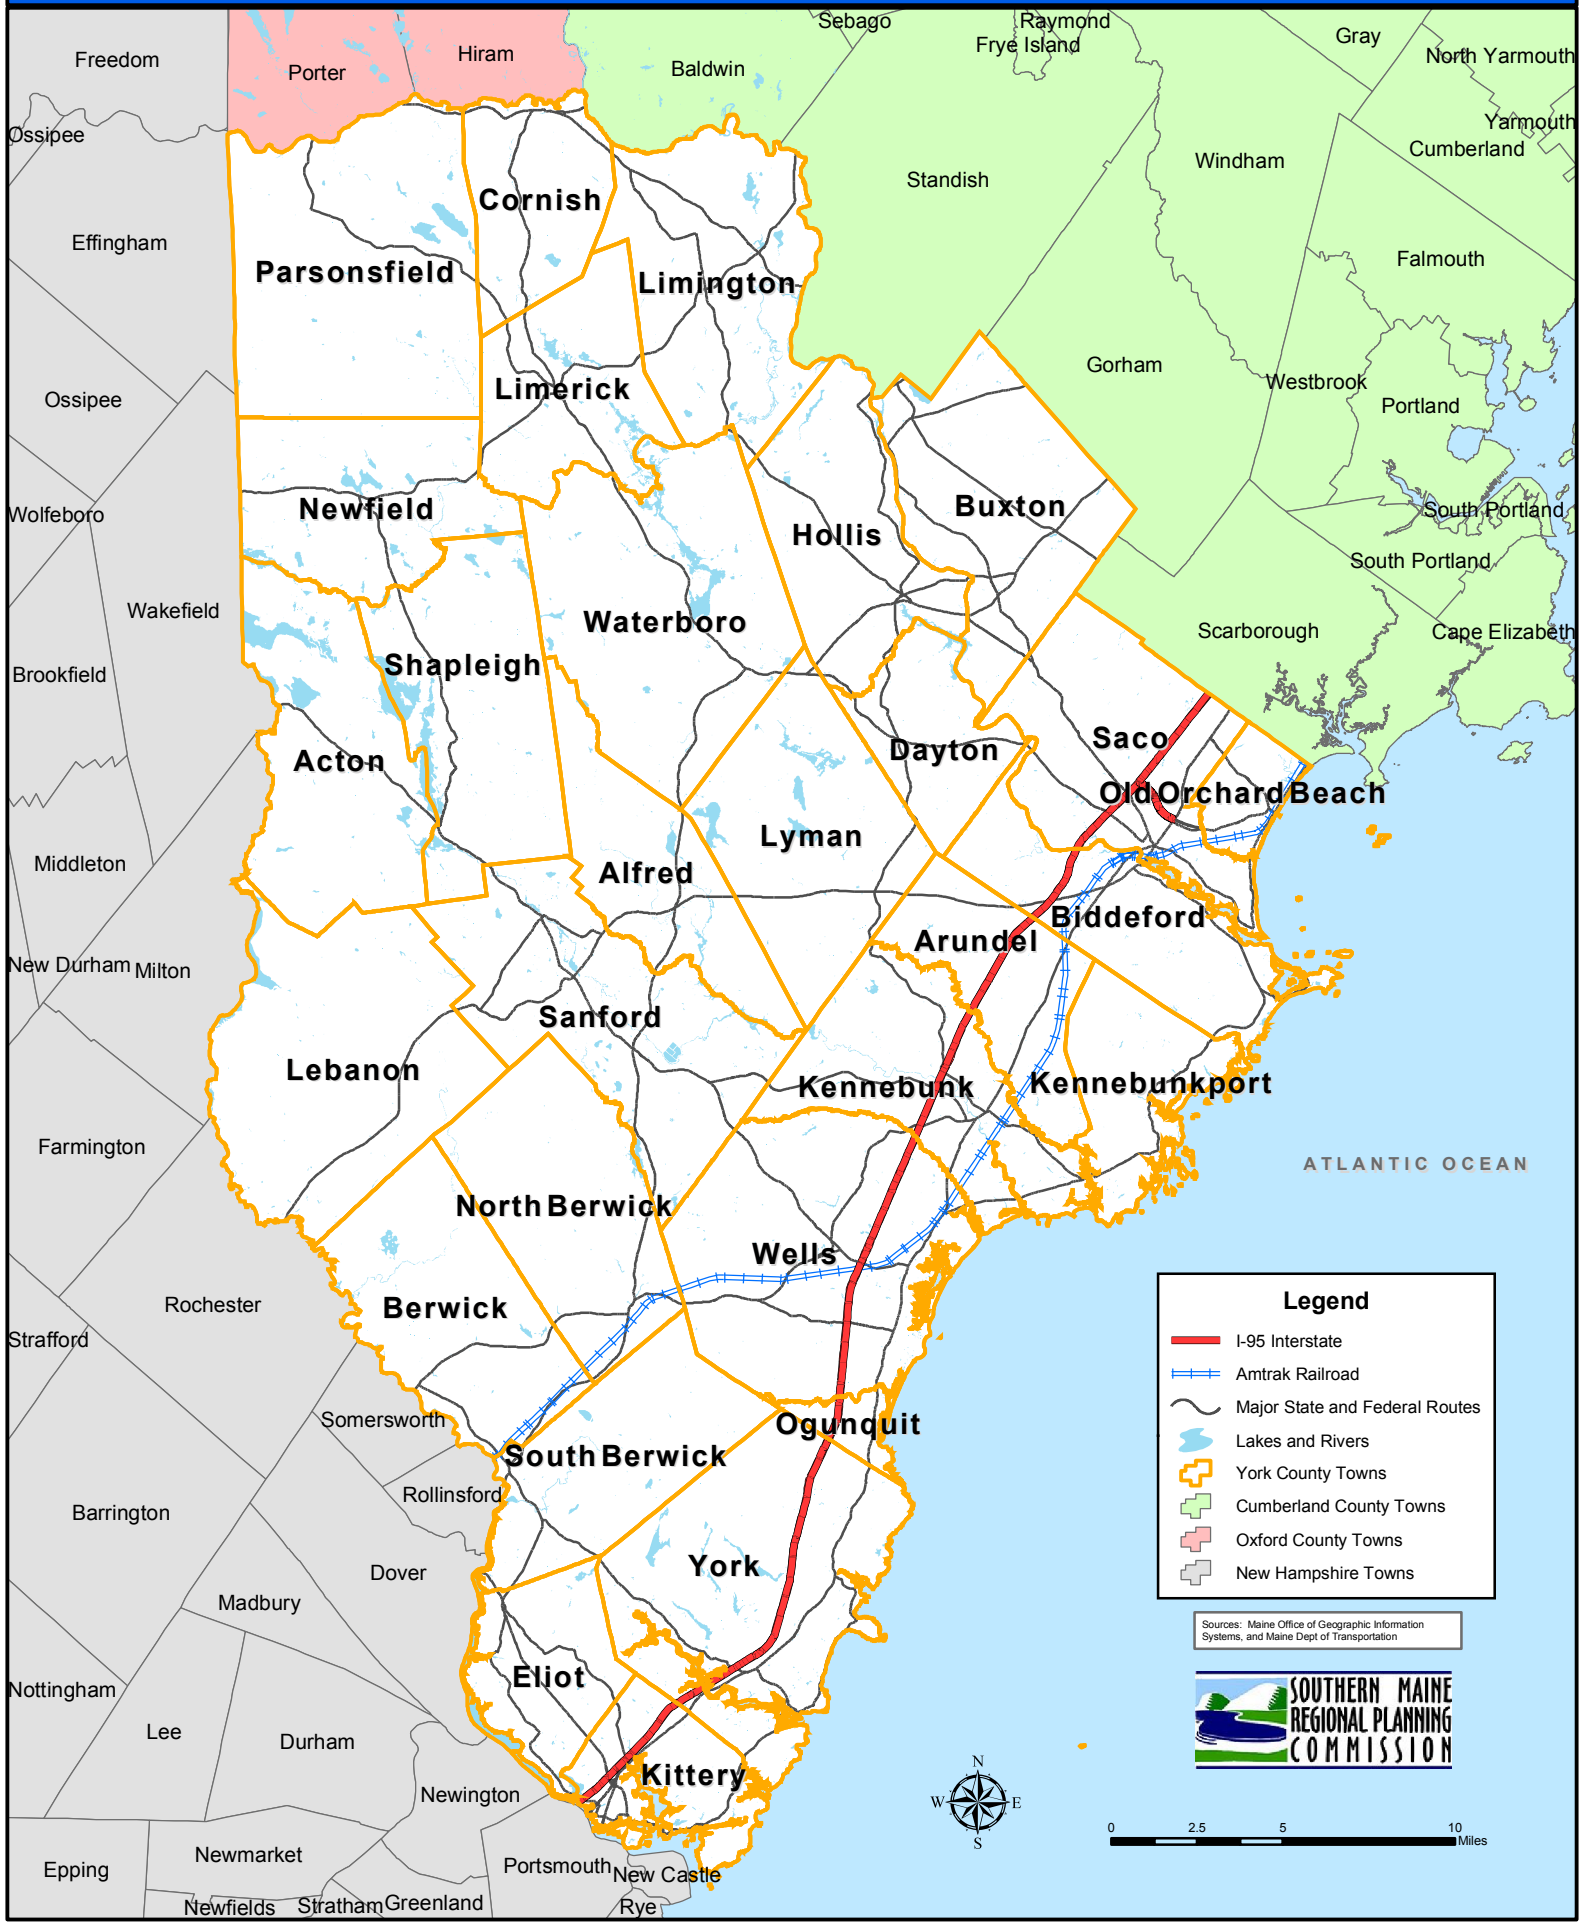 Sebago
Raymond
Gray
Freedom
Hiram
Frye Island
North Yarmouth
Porter
Baldwin
Yarmouth
Ossipee
Cumberland
Windham
Standish
Cornish
Effingham
Falmouth
Parsonsfield
Limington
Gorham
Westbrook
Limerick
Ossipee
Portland
Newfield
Buxton
Wolfeboro
South Portland
Hollis
South Portland
Wakefield
Waterboro
Scarborough
Cape Elizabeth
Shapleigh
Brookfield
Saco
Dayton
Acton
Old Orchard Beach
Lyman
Middleton
Alfred
Biddeford
Arundel
New Durham
Milton
Sanford
Lebanon
Kennebunk
Kennebunkport
Farmington
ATLANTIC OCEAN
North Berwick
Wells
Rochester
Berwick
Strafford
Legend
I-95 Interstate
Amtrak Railroad
Major State and Federal Routes
Lakes and Rivers
York County Towns
Cumberland County Towns
Oxford County Towns
New Hampshire Towns
Somersworth
Ogunquit
South Berwick
Rollinsford
Barrington
York
Dover
Madbury
Sources: Maine Office of Geographic Information
Systems, and Maine Dept of Transportation
Eliot
Nottingham
Lee
Durham
SOUTHERN MAINE
REGIONAL PLANNING
COMMISSION
Kittery
Newington
N
W
E
S
0
2.5
5
10
Miles
Newmarket
Epping
Portsmouth
New Castle
Newfields
Stratham
Greenland
Rye